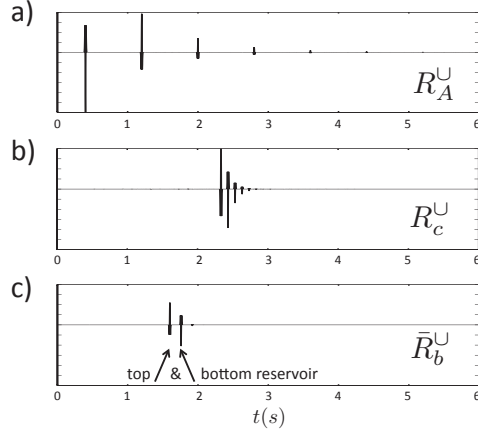 a)
R_A^∪
0 1 2 3 4 5 6
b)
R_c^∪
0 1 2 3 4 5 6
c)
R̄_b^∪
top & bottom reservoir
0 1 2 3 4 5 6
t(s)